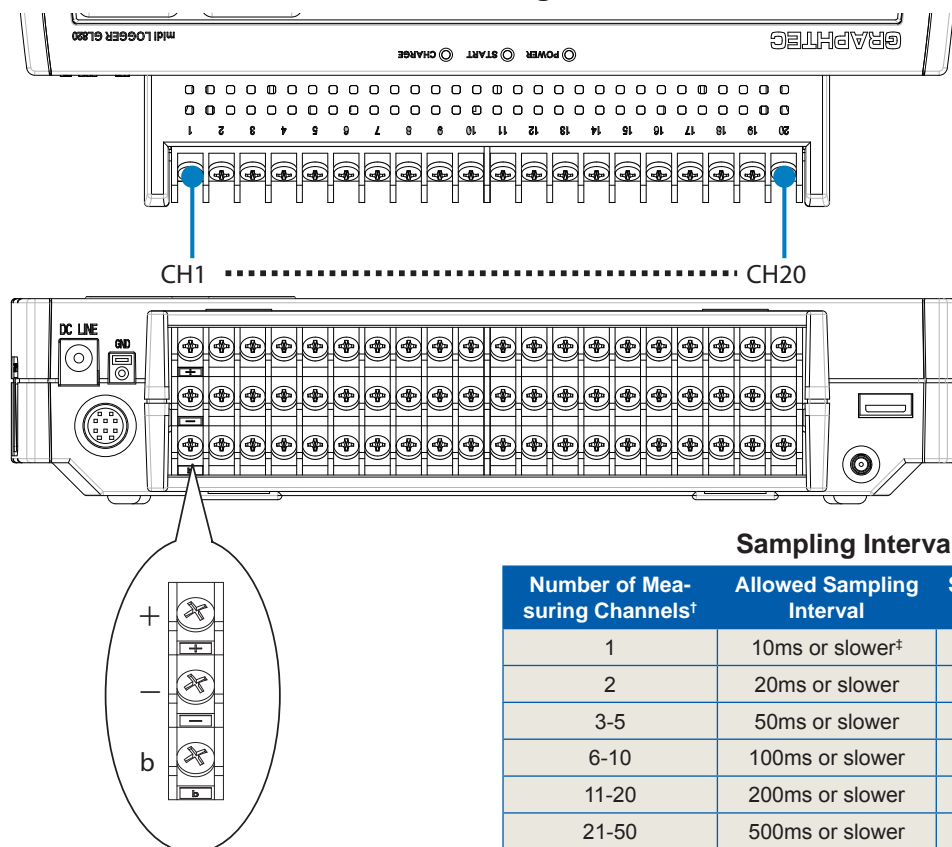 midi LOGGER GL820
GRAPHTEC
CHARGE START POWER
1 2 3 4 5 6 7 8 9 10 11 12 13 14 15 16 17 18 19 20
CH1 CH20
DC LINE
GND
+
−
b
+
+
−
−
b
b
Sampling Interva
Number of Mea-
suring Channels†
Allowed Sampling
Interval
S
1 10ms or slower‡
2 20ms or slower
3-5 50ms or slower
6-10 100ms or slower
11-20 200ms or slower
21-50 500ms or slower